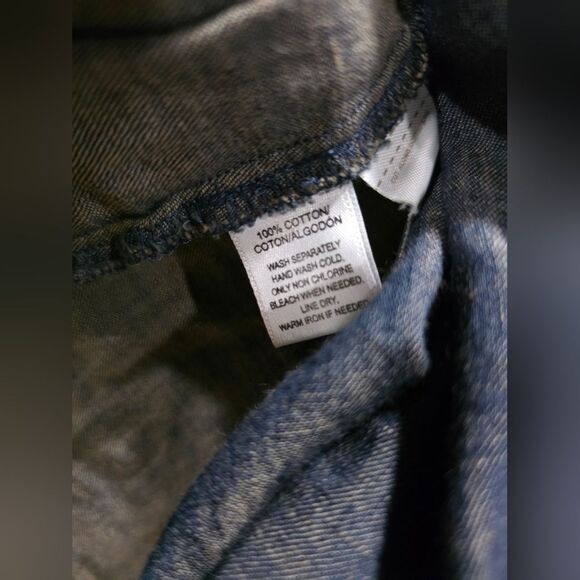 100% COTTON/
COTON/ALGODÓN
WASH SEPARATELY
HAND WASH COLD,
ONLY NON CHLORINE
BLEACH WHEN NEEDED,
LINE DRY,
WARM IRON IF NEEDED